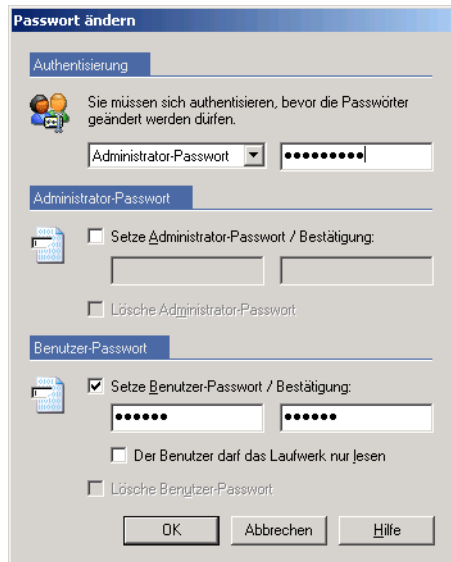 Passwort ändern
Authentisierung
Sie müssen sich authentisieren, bevor die Passwörter
geändert werden dürfen.
Administrator-Passwort ●●●●●●●●●
Administrator-Passwort
Setze Administrator-Passwort / Bestätigung:
Lösche Administrator-Passwort
Benutzer-Passwort
Setze Benutzer-Passwort / Bestätigung:
●●●●●● ●●●●●●
Der Benutzer darf das Laufwerk nur lesen
Lösche Benutzer-Passwort
OK Abbrechen Hilfe